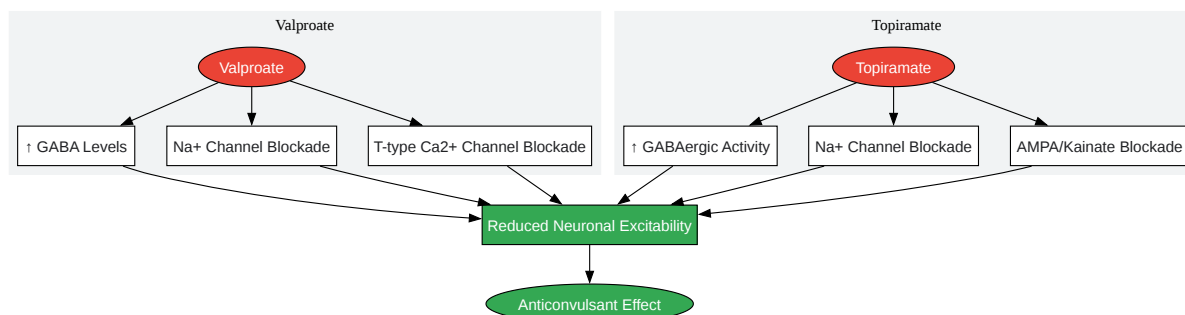 Valproate
Topiramate
Valproate
Topiramate
↑ GABA Levels
Na+ Channel Blockade
T-type Ca2+ Channel Blockade
↑ GABAergic Activity
Na+ Channel Blockade
AMPA/Kainate Blockade
Reduced Neuronal Excitability
Anticonvulsant Effect